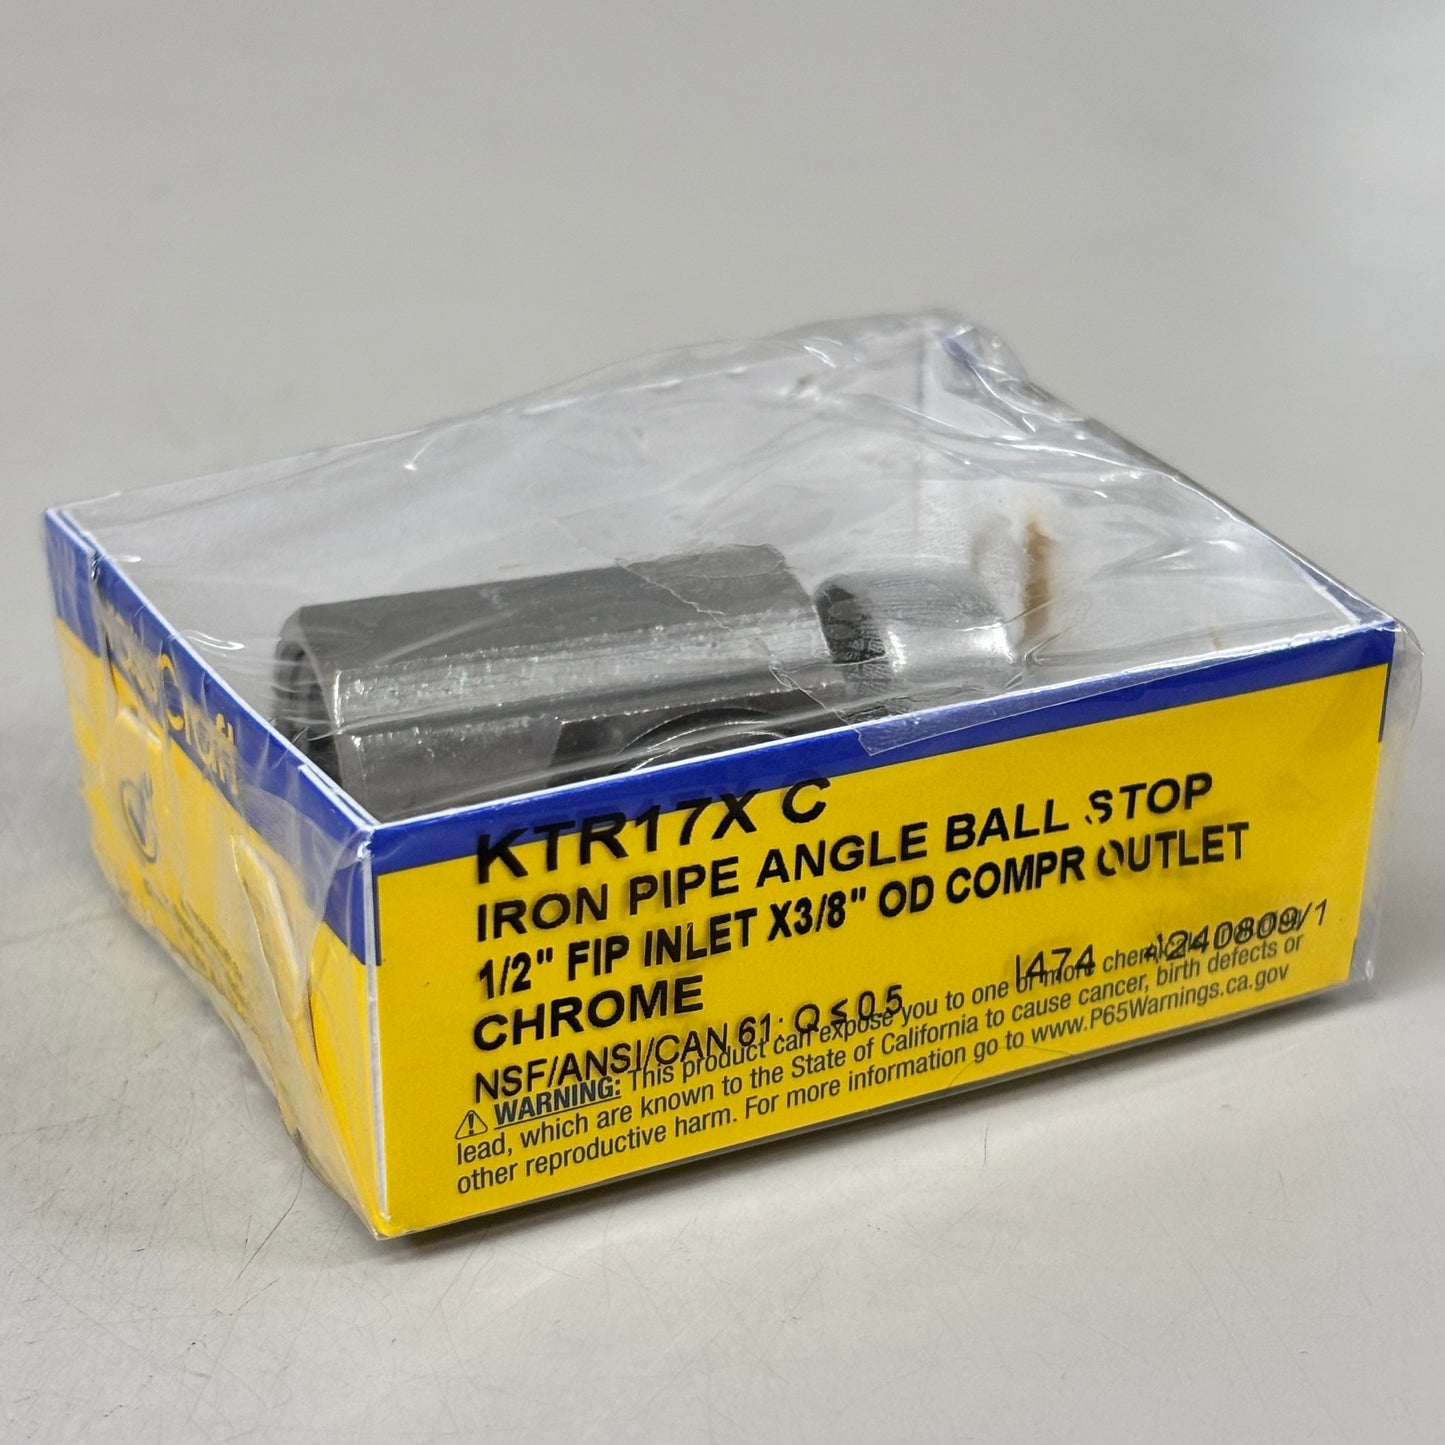 KTR17X C
IRON PIPE ANGLE BALL STOP
1/2" FIP INLET X3/8" OD COMPR OUTLET
CHROME
I474 #240809/1
NSF/ANSI/CAN 61: Q ≤ 0.5
⚠ WARNING: This product can expose you to one or more chemicals,
lead, which are known to the State of California to cause cancer, birth defects or
other reproductive harm. For more information go to www.P65Warnings.ca.gov
Craft